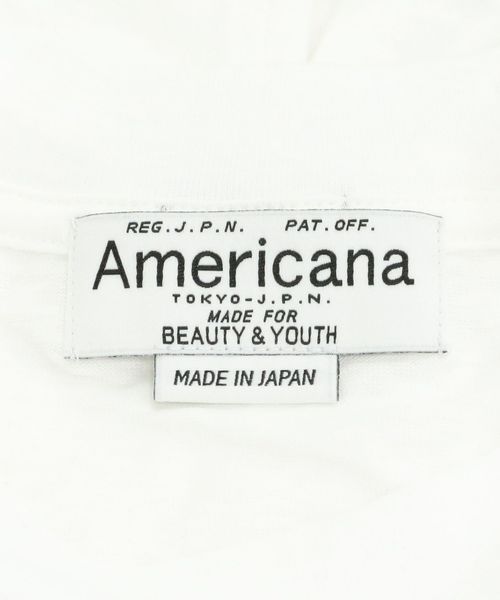 REG.J.P.N. PAT.OFF.
Americana
TOKYO-J.P.N.
MADE FOR
BEAUTY & YOUTH
MADE IN JAPAN